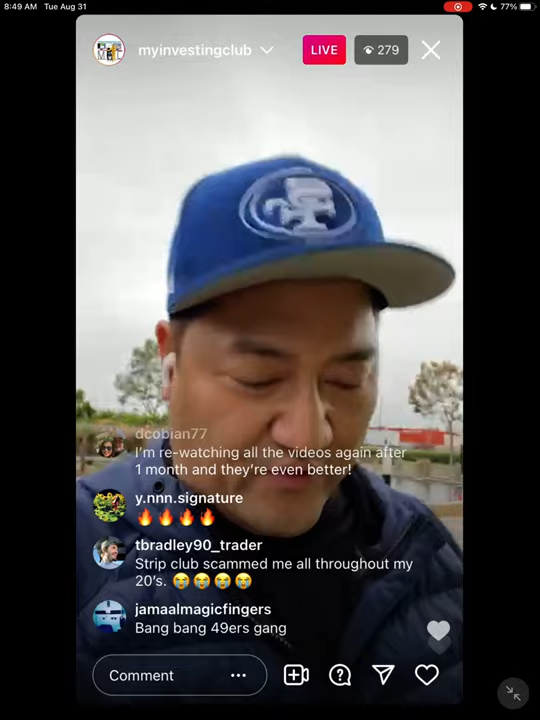 8:49 AM Tue Aug 31
77%
myinvestingclub
LIVE
279
dcobian77
I'm re-watching all the videos again after
1 month and they're even better!
y.nnn.signature
🔥🔥🔥🔥
tbradley90_trader
Strip club scammed me all throughout my
20's. 😭😭😭😭
jamaalmagicfingers
Bang bang 49ers gang
Comment